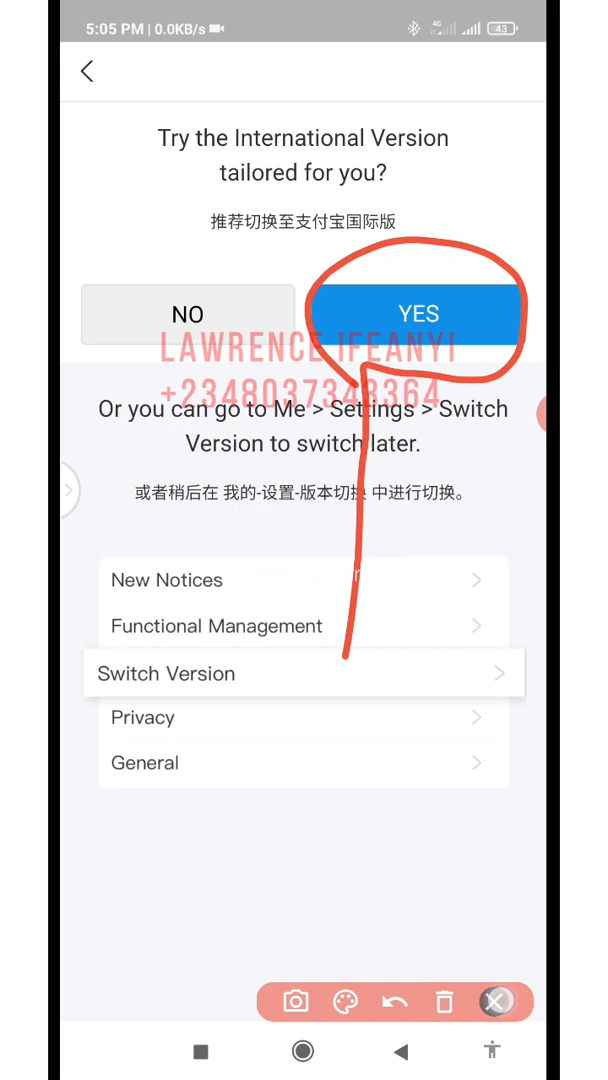 5:05 PM | 0.0KB/s
4G
43
Try the International Version
tailored for you?
推荐切换至支付宝国际版
NO
YES
LAWRENCE IFEANYI
+2348037343364
Or you can go to Me > Settings > Switch
Version to switch later.
或者稍后在 我的-设置-版本切换 中进行切换。
New Notices
Functional Management
Switch Version
Privacy
General